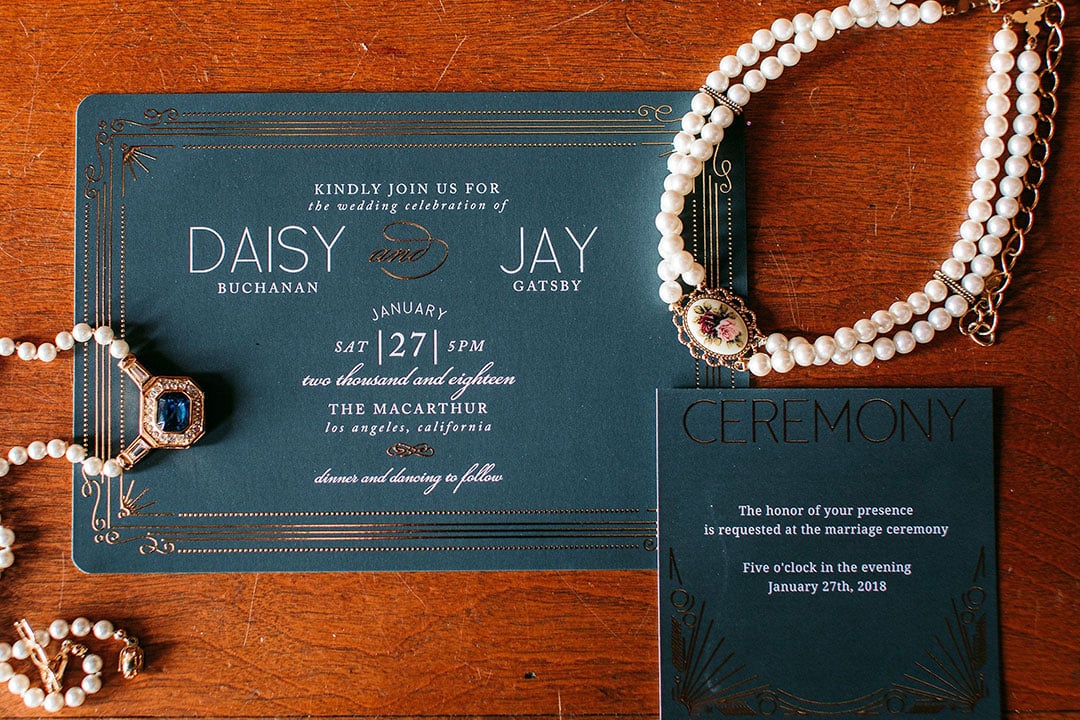 KINDLY JOIN US FOR
the wedding celebration of
DAISY and JAY
BUCHANAN GATSBY
JANUARY
SAT |27| 5PM
two thousand and eighteen
THE MACARTHUR
los angeles, california
dinner and dancing to follow
CEREMONY
The honor of your presence
is requested at the marriage ceremony
Five o'clock in the evening
January 27th, 2018